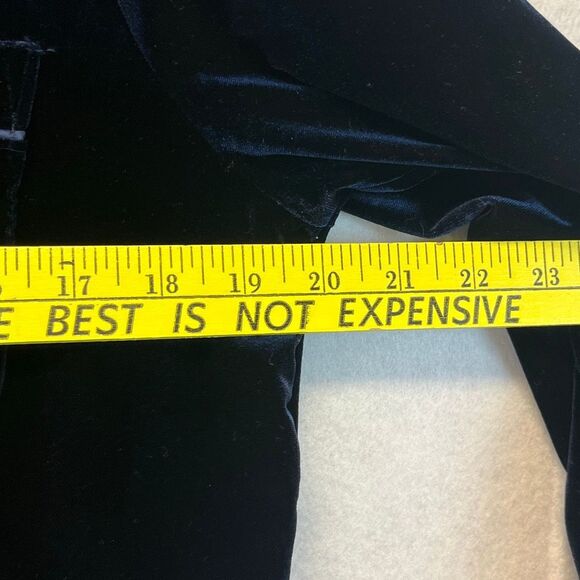 17 18 19 20 21 22 23
E BEST IS NOT EXPENSIVE